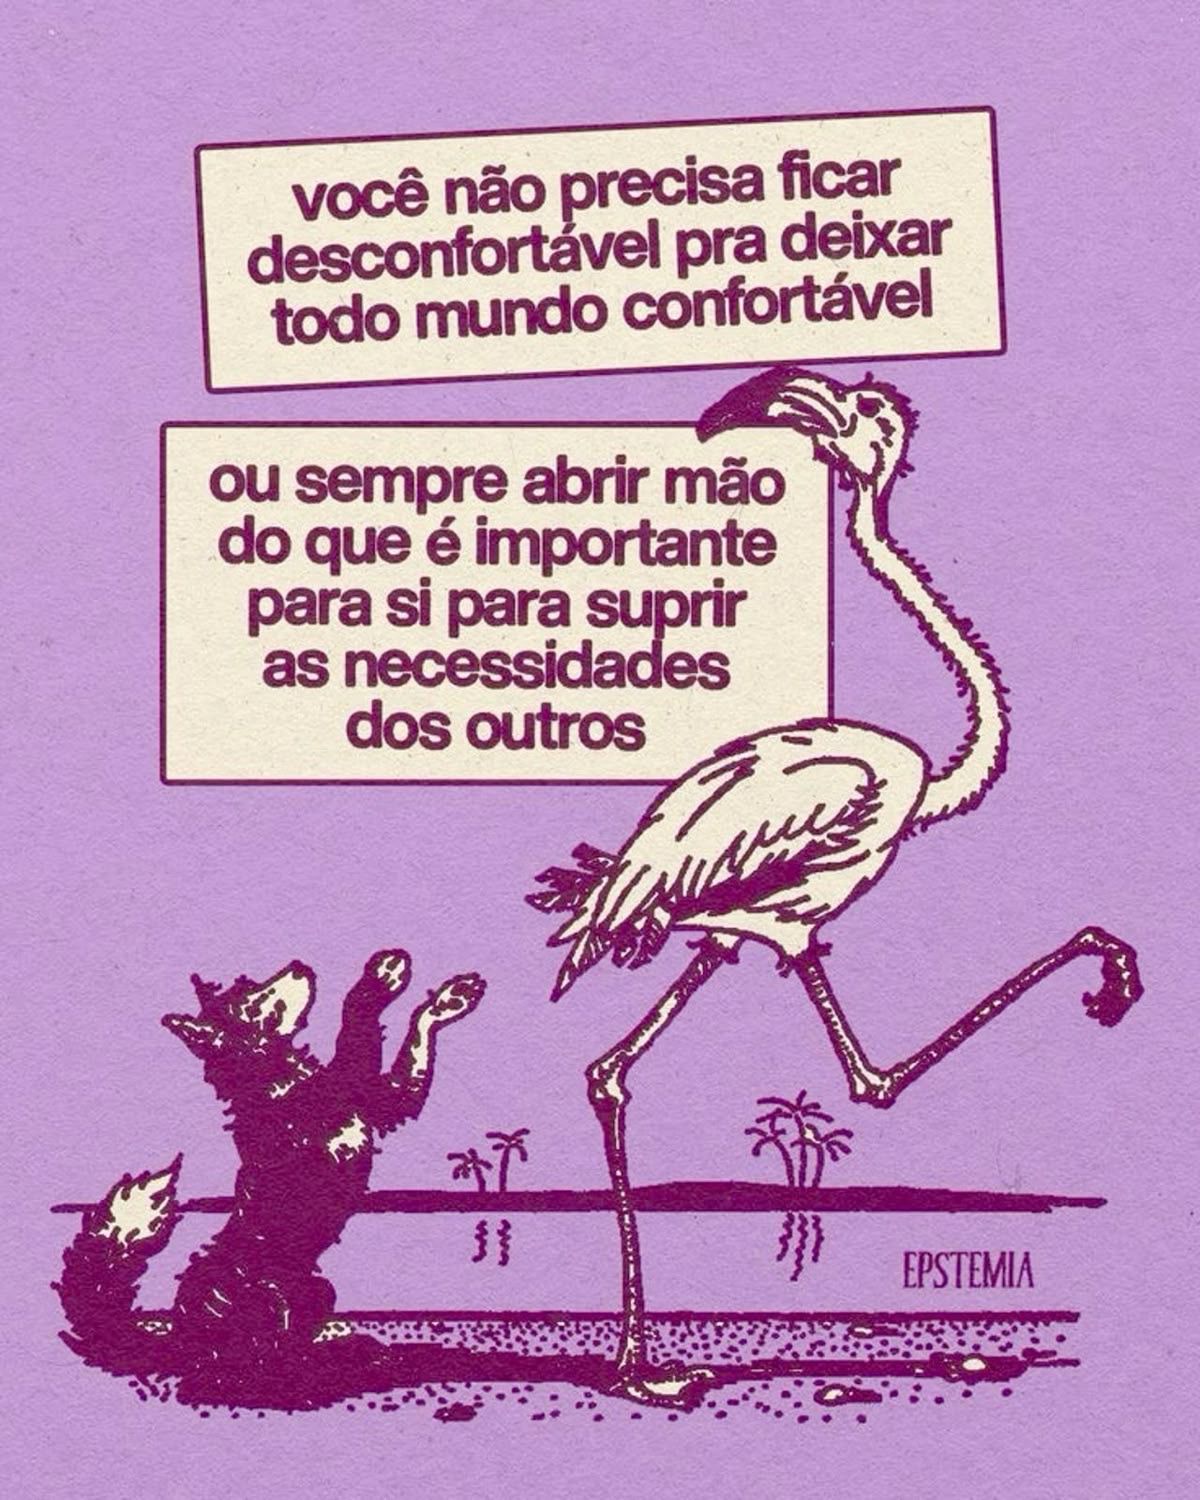 você não precisa ficar
desconfortável pra deixar
todo mundo confortável
ou sempre abrir mão
do que é importante
para si para suprir
as necessidades
dos outros
EPSTEMIA